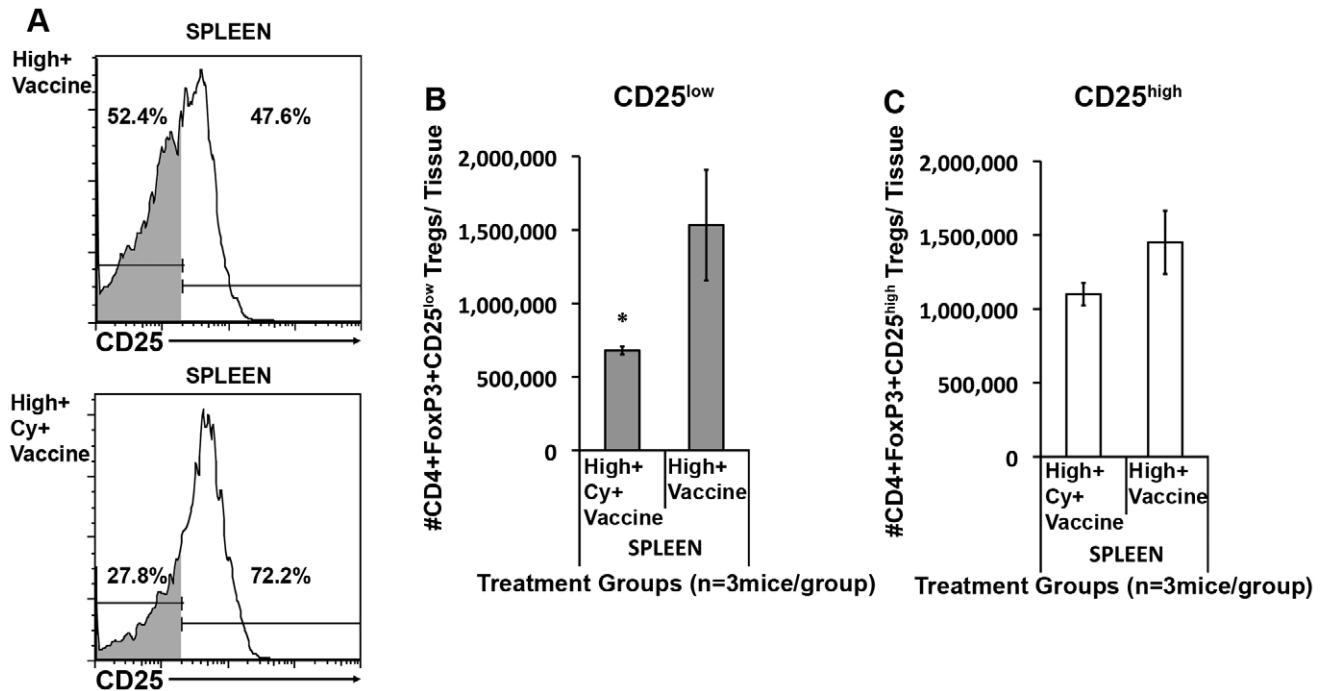 A
SPLEEN
High+
Vaccine
52.4%
47.6%
CD25
SPLEEN
High+
Cy+
Vaccine
27.8%
72.2%
CD25
B
CD25low
#CD4+FoxP3+CD25low Tregs/ Tissue
2,000,000
1,500,000
1,000,000
500,000
0
*
High+
Cy+
Vaccine
High+
Vaccine
SPLEEN
Treatment Groups (n=3mice/group)
C
CD25high
#CD4+FoxP3+CD25high Tregs/ Tissue
2,000,000
1,500,000
1,000,000
500,000
0
High+
Cy+
Vaccine
High+
Vaccine
SPLEEN
Treatment Groups (n=3mice/group)